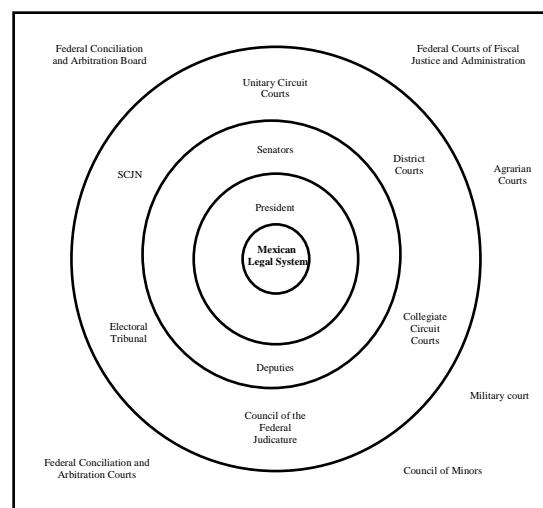 Federal Conciliation
and Arbitration Board
Federal Courts of Fiscal
Justice and Administration
Unitary Circuit
Courts
Senators
District
Courts
SCJN
Agrarian
Courts
President
Mexican
Legal System
Electoral
Tribunal
Collegiate
Circuit
Courts
Deputies
Military court
Council of the
Federal
Judicature
Federal Conciliation and
Arbitration Courts
Council of Minors